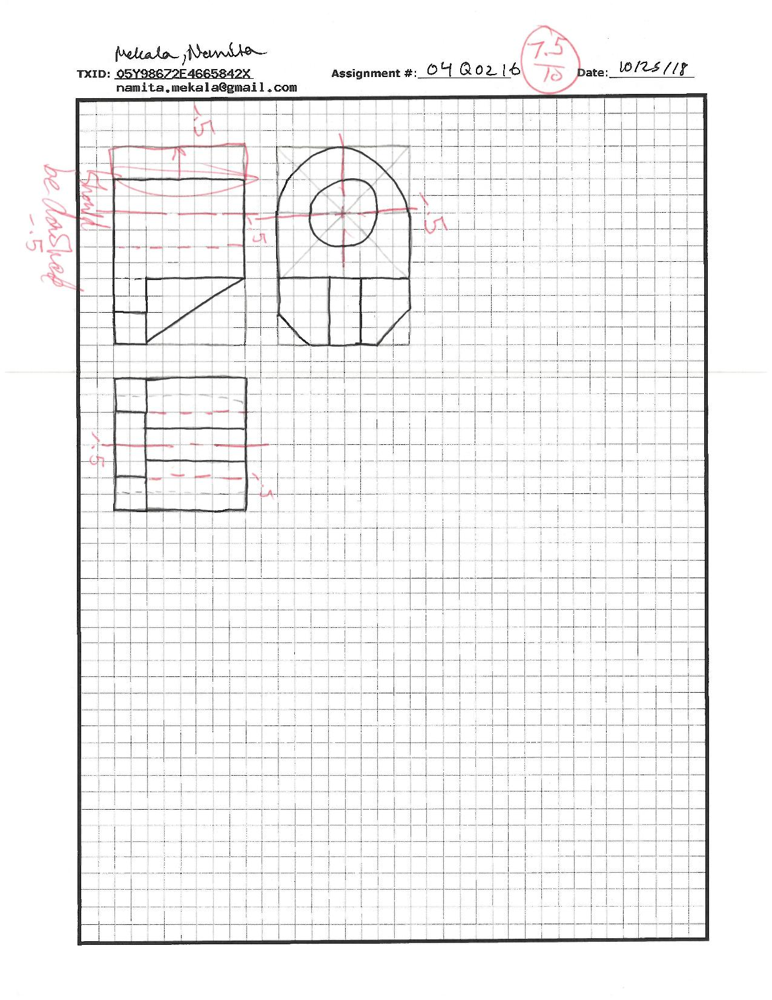 Mekala, Namita
TXID: 05Y98672E4665842X
namita.mekala@gmail.com
Assignment #: 04Q0216
7.5
10
Date: 10/25/18
-.5
should
be dashed
-.5
-.5
-.5
-.5
-.5